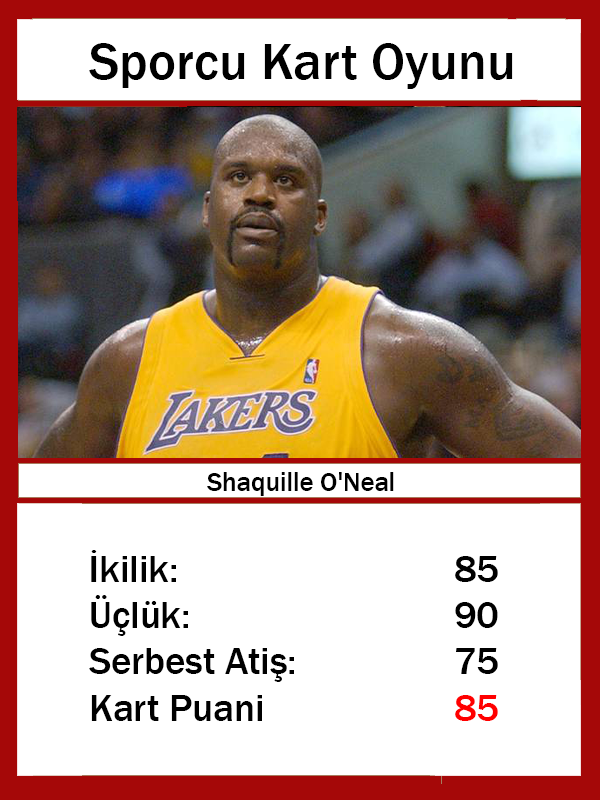 Sporcu Kart Oyunu
LAKERS
Shaquille O'Neal
İkilik: 85
Üçlük: 90
Serbest Atiş: 75
Kart Puani 85